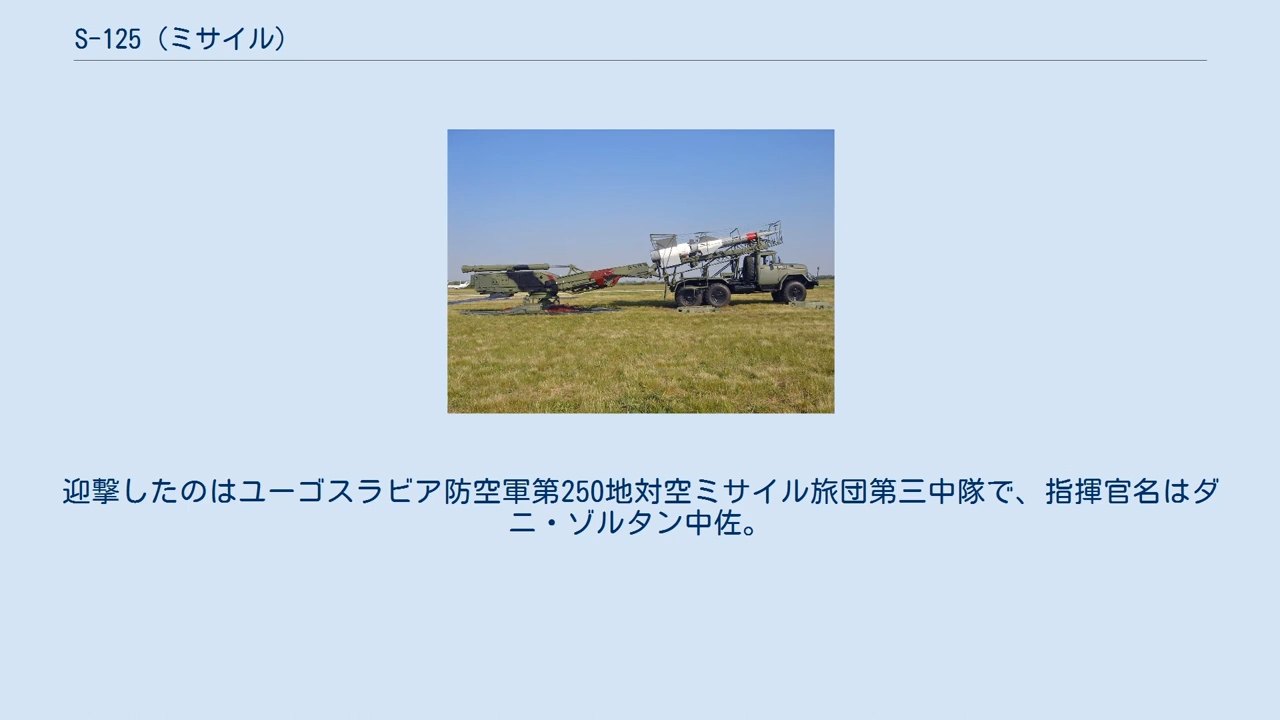 S-125（ミサイル）
迎撃したのはユーゴスラビア防空軍第250地対空ミサイル旅団第三中隊で、指揮官名はダ
ニ・ゾルタン中佐。